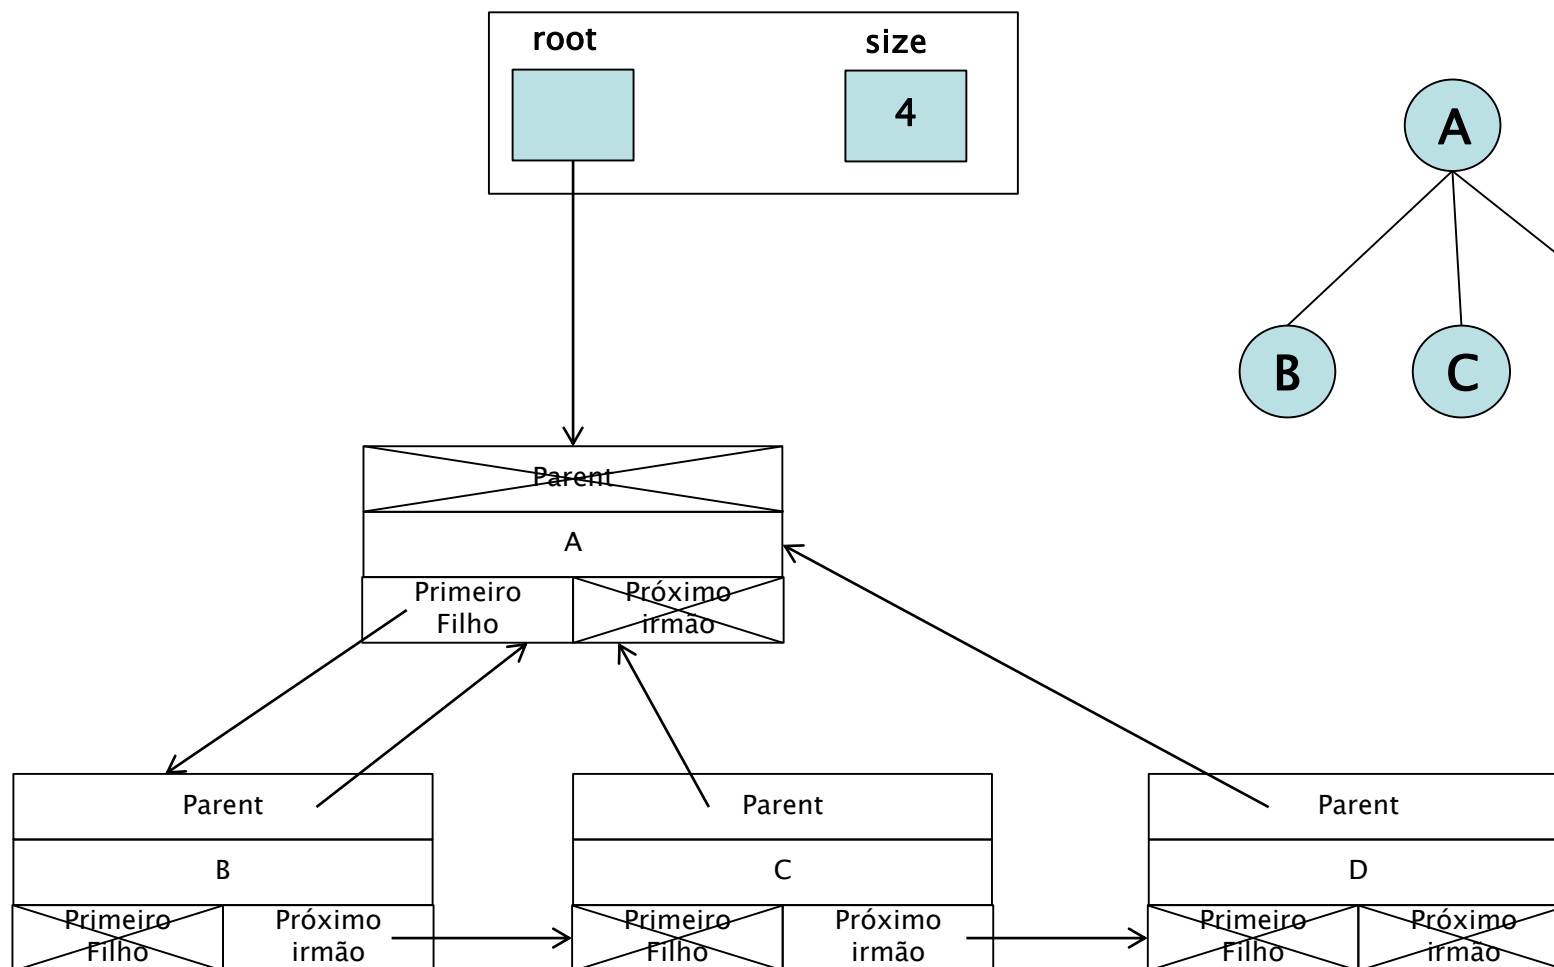 root
size
4
A
B
C
Parent
A
Primeiro
Filho
Próximo
irmão
Parent
B
Primeiro
Filho
Próximo
irmão
Parent
C
Primeiro
Filho
Próximo
irmão
Parent
D
Primeiro
Filho
Próximo
irmão